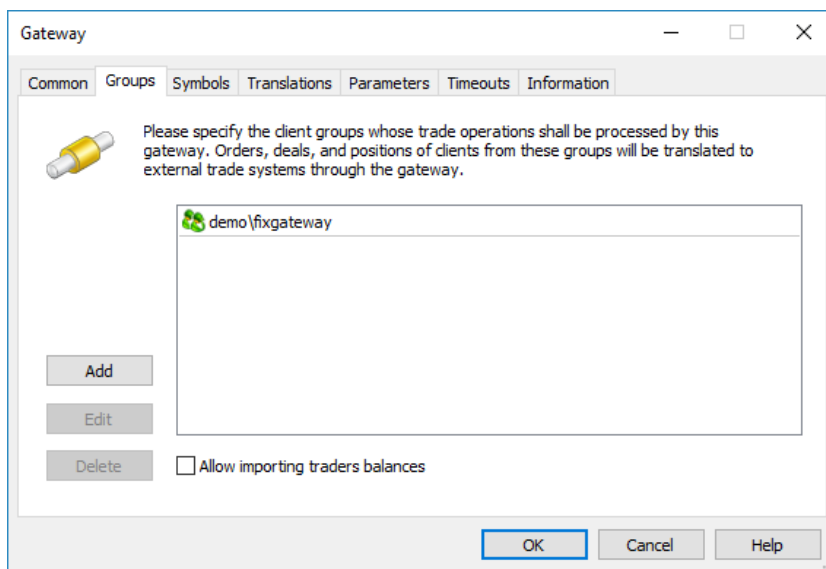 Gateway
Common Groups Symbols Translations Parameters Timeouts Information
Please specify the client groups whose trade operations shall be processed by this
gateway. Orders, deals, and positions of clients from these groups will be translated to
external trade systems through the gateway.
demo\fixgateway
Add
Edit
Delete
Allow importing traders balances
OK Cancel Help